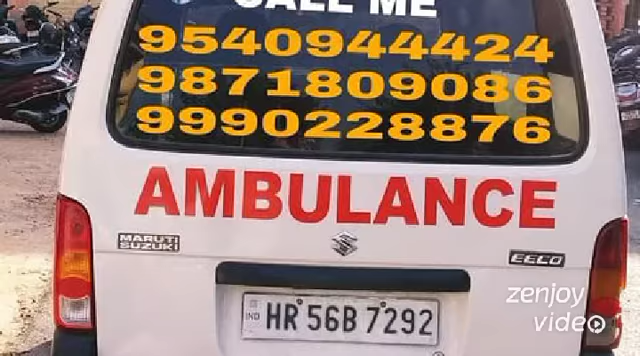 CALL ME
9540944424
9871809086
9990228876
AMBULANCE
MARUTI
SUZUKI
EECO
IND
HR 56B 7292
zenjoy
video